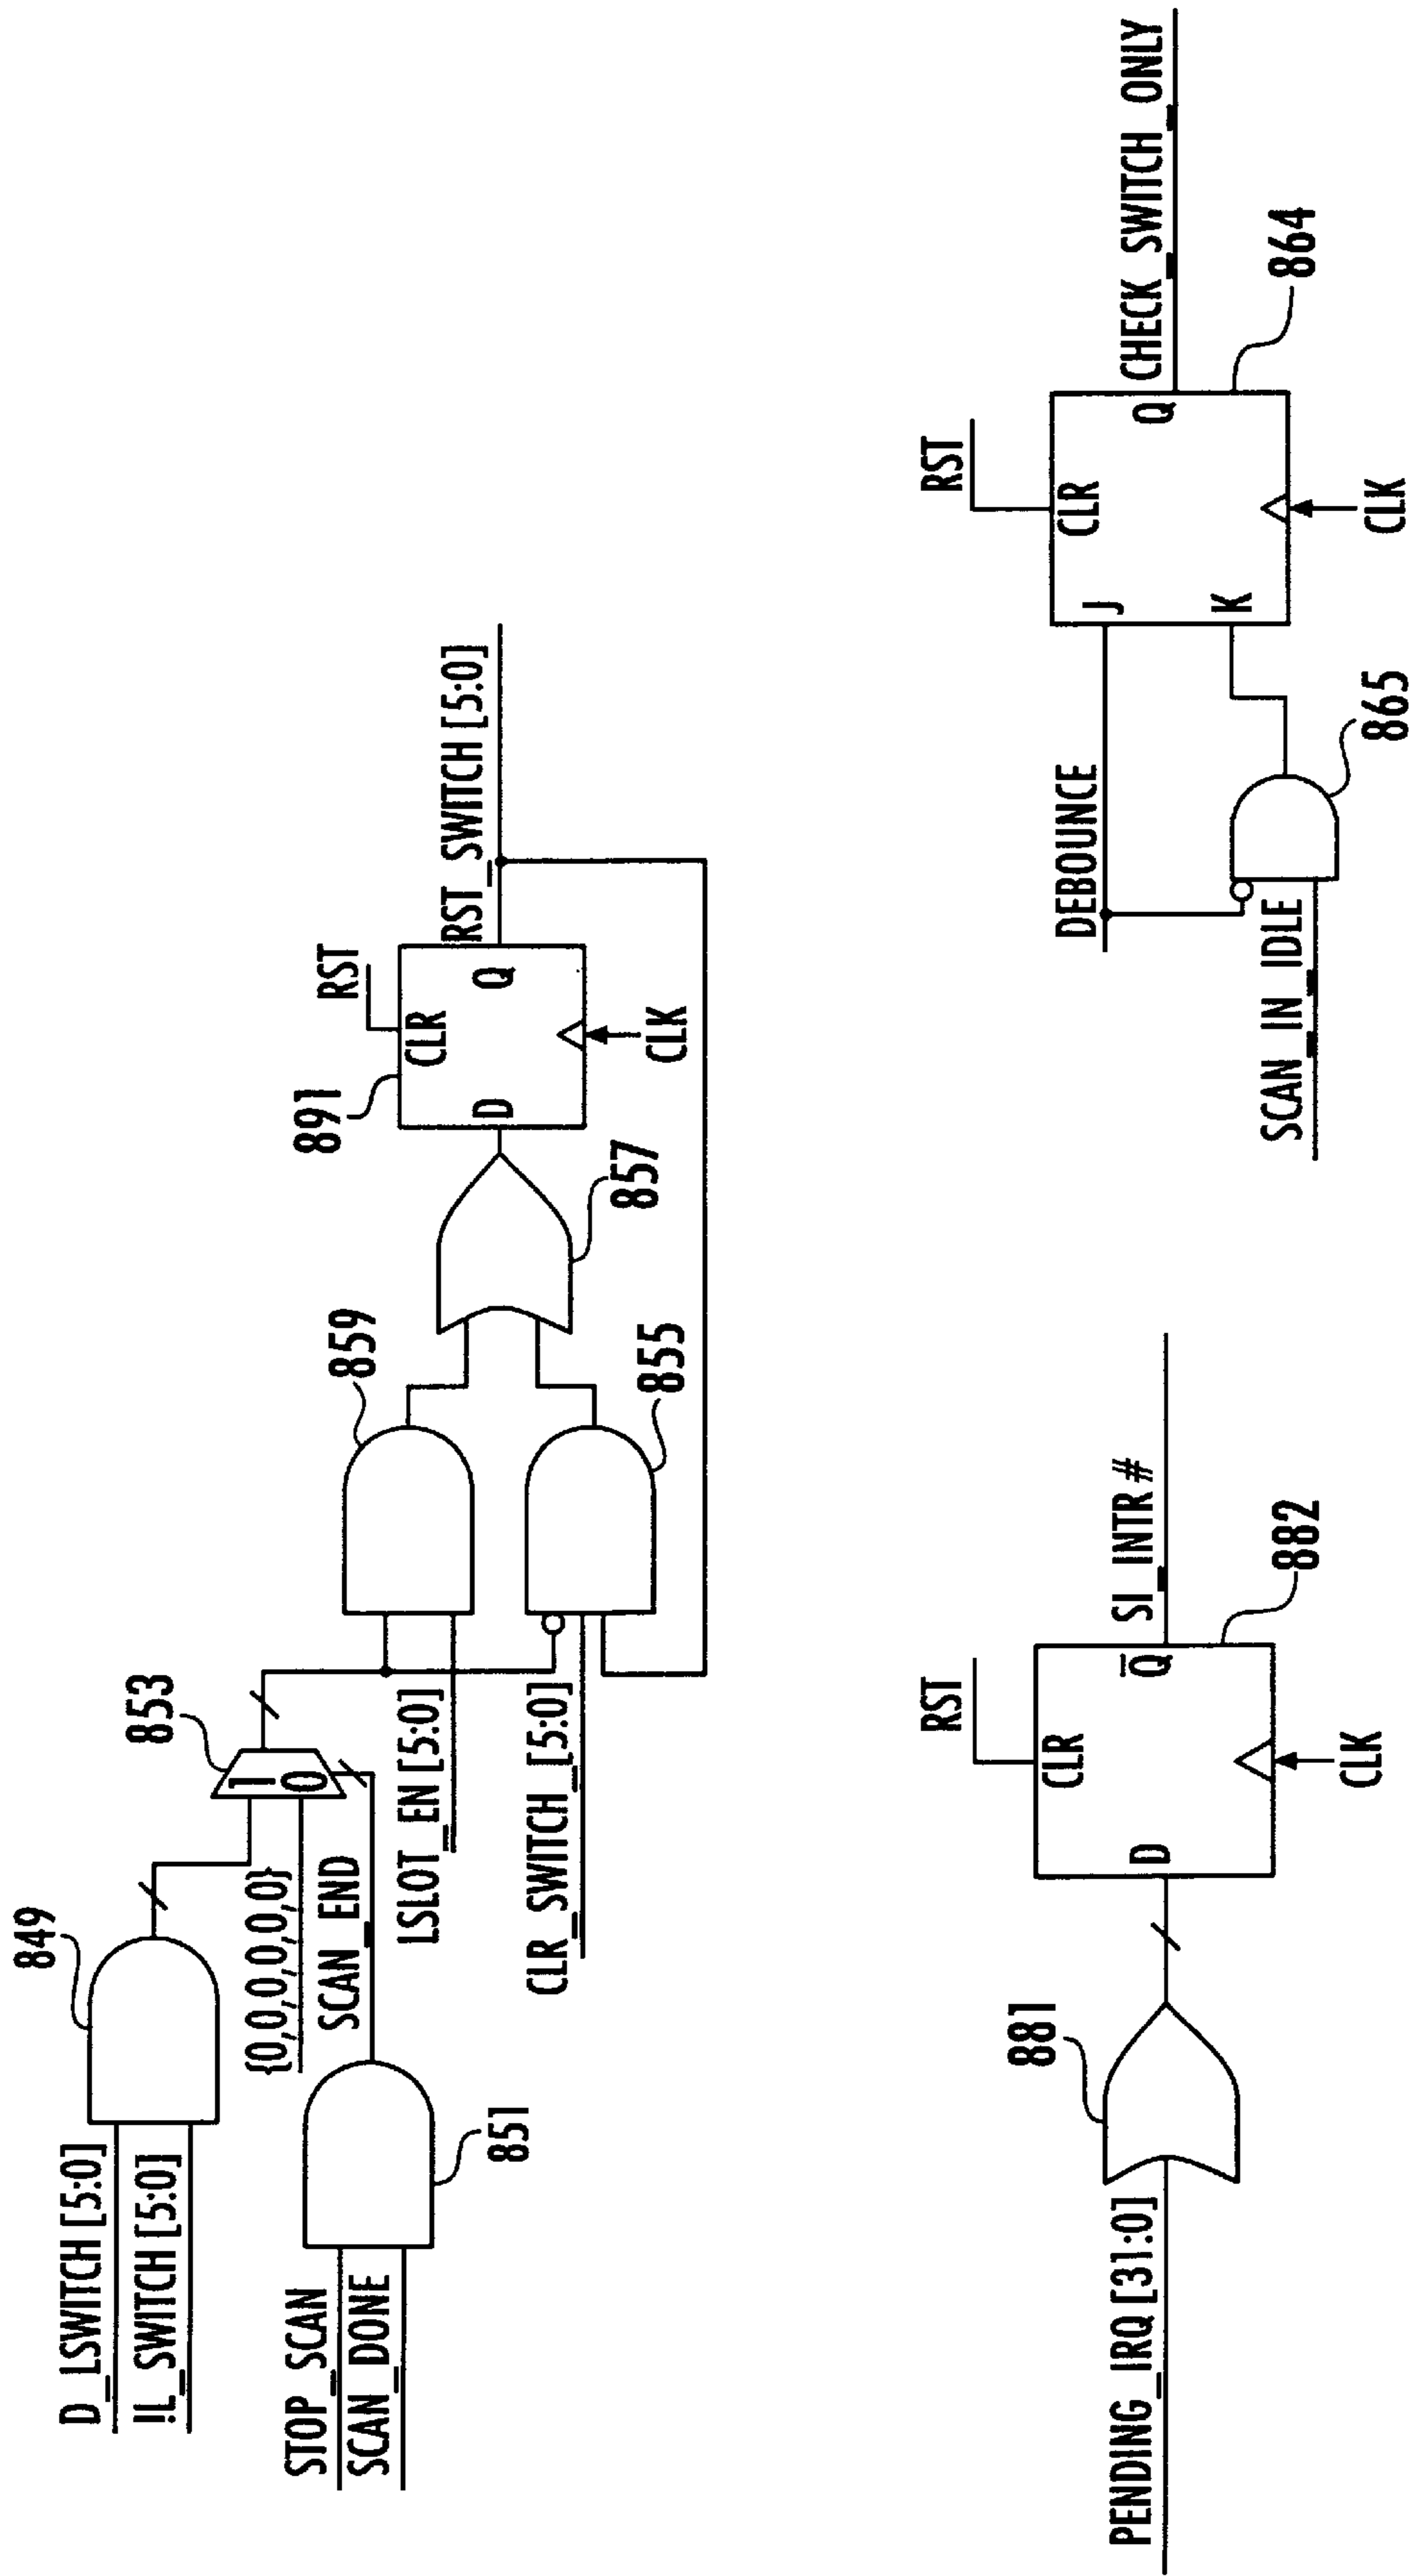 D_LSWITCH [5:0]
!L_SWITCH [5:0]
849
{0,0,0,0,0,0}
STOP_SCAN
SCAN_DONE
851
SCAN_END
1
0
853
LSLOT_EN [5:0]
CLR_SWITCH_[5:0]
859
855
857
891
RST
CLR
D
Q
CLK
RST_SWITCH [5:0]
PENDING_IRQ [31:0]
881
RST
CLR
D
Q̅
CLK
882
SI_INTR#
DEBOUNCE
SCAN_IN_IDLE
865
RST
J
CLR
K
Q
CLK
864
CHECK_SWITCH_ONLY